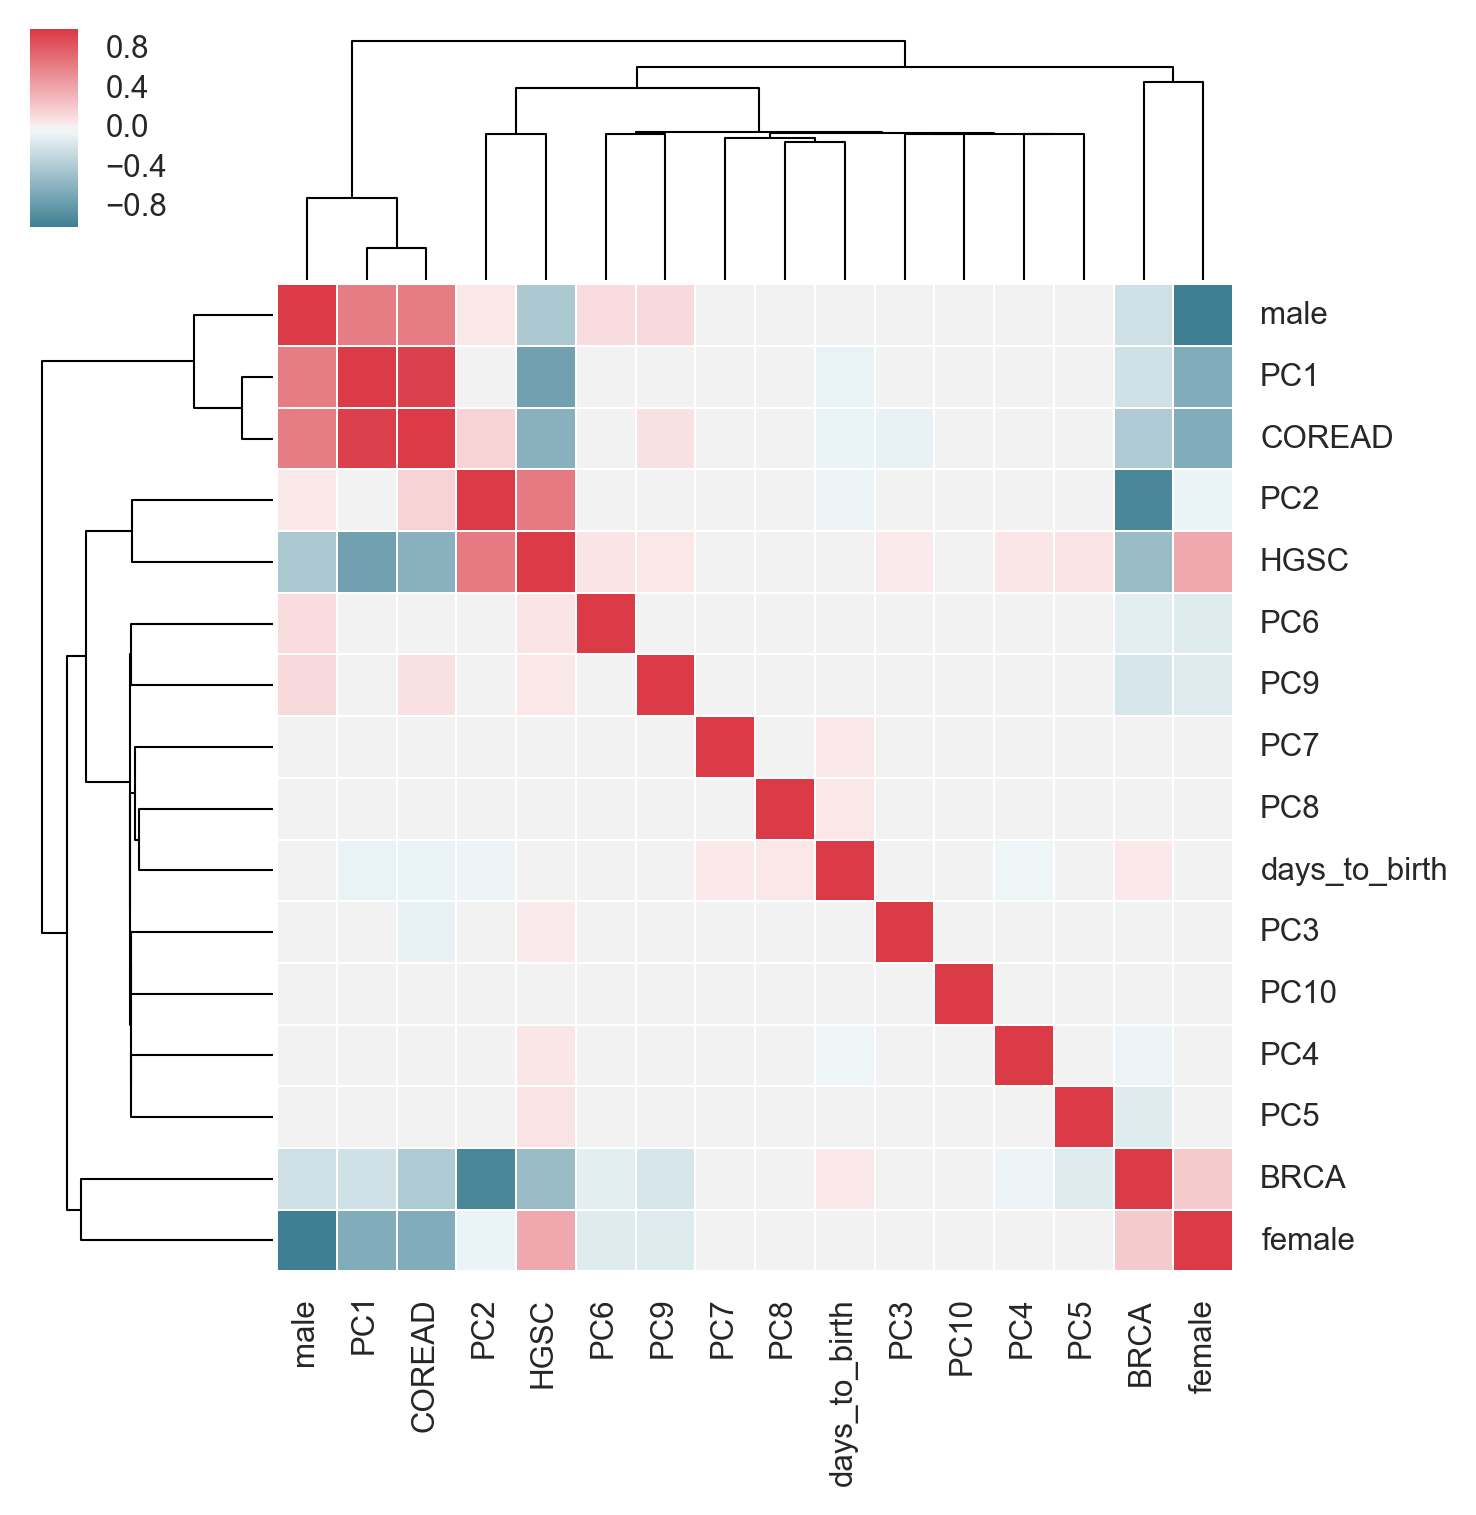 0.8
0.4
0.0
−0.4
−0.8
male
PC1
COREAD
PC2
HGSC
PC6
PC9
PC7
PC8
days_to_birth
PC3
PC10
PC4
PC5
BRCA
female
male
PC1
COREAD
PC2
HGSC
PC6
PC9
PC7
PC8
days_to_birth
PC3
PC10
PC4
PC5
BRCA
female